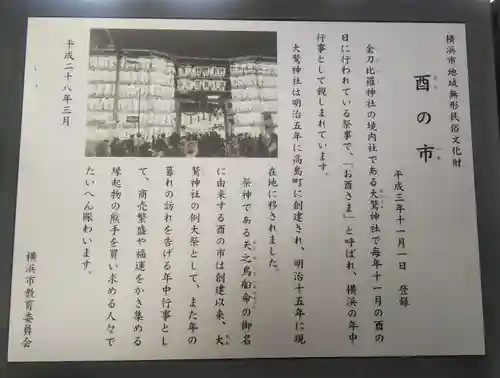 横浜市地域無形民俗文化財
酉の市
とり
いち
平成三年十一月一日　登録
金刀比羅神社の境内社である大鷲神社で毎年十一月の酉の
日に行われている祭事で、「お酉さま」と呼ばれ、横浜の年中
行事として親しまれています。
大鷲神社は明治五年に高島町に創建され、明治十五年に現
在地に移されました。
祭神である天之鳥船命の御名
に由来する酉の市は創建以来、大
鷲神社の例大祭として、また年の
暮れの訪れを告げる年中行事とし
て、商売繁盛や福運をかき集める
縁起物の熊手を買い求める人々で
たいへん賑わいます。
平成二十八年三月
横浜市教育委員会